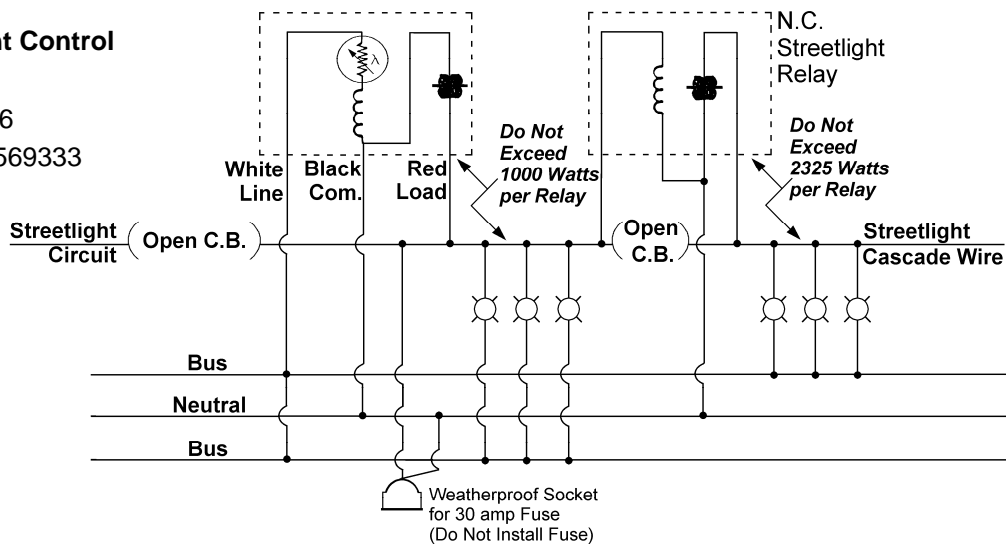 t Control
6
569333
White
Line
Black
Com.
Red
Load
Do Not
Exceed
1000 Watts
per Relay
N.C.
Streetlight
Relay
Do Not
Exceed
2325 Watts
per Relay
λ
Streetlight
Circuit
Open C.B.
Open
C.B.
Streetlight
Cascade Wire
Bus
Neutral
Bus
Weatherproof Socket
for 30 amp Fuse
(Do Not Install Fuse)